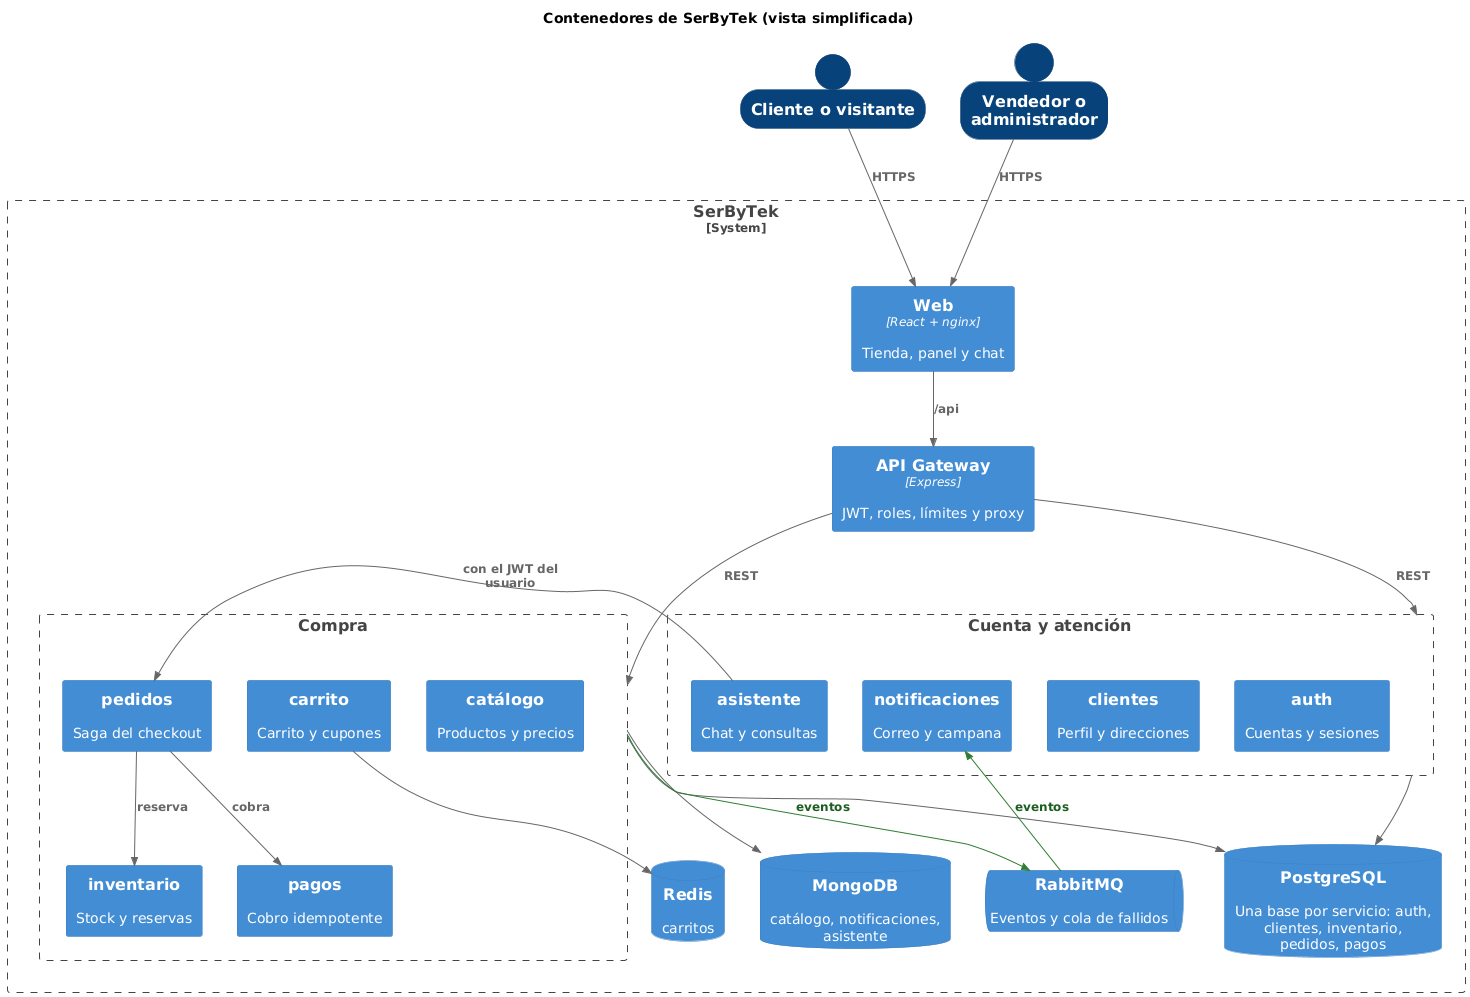 Contenedores de SerByTek (vista simplificada)
Cliente o visitante
Vendedor o
administrador
HTTPS
HTTPS
SerByTek
[System]
Web
[React + nginx]
Tienda, panel y chat
/api
API Gateway
[Express]
JWT, roles, límites y proxy
con el JWT del
usuario
REST
REST
Compra
Cuenta y atención
pedidos
Saga del checkout
carrito
Carrito y cupones
catálogo
Productos y precios
asistente
Chat y consultas
notificaciones
Correo y campana
clientes
Perfil y direcciones
auth
Cuentas y sesiones
reserva
cobra
eventos
eventos
inventario
Stock y reservas
pagos
Cobro idempotente
Redis
carritos
MongoDB
catálogo, notificaciones,
asistente
RabbitMQ
Eventos y cola de fallidos
PostgreSQL
Una base por servicio: auth,
clientes, inventario,
pedidos, pagos